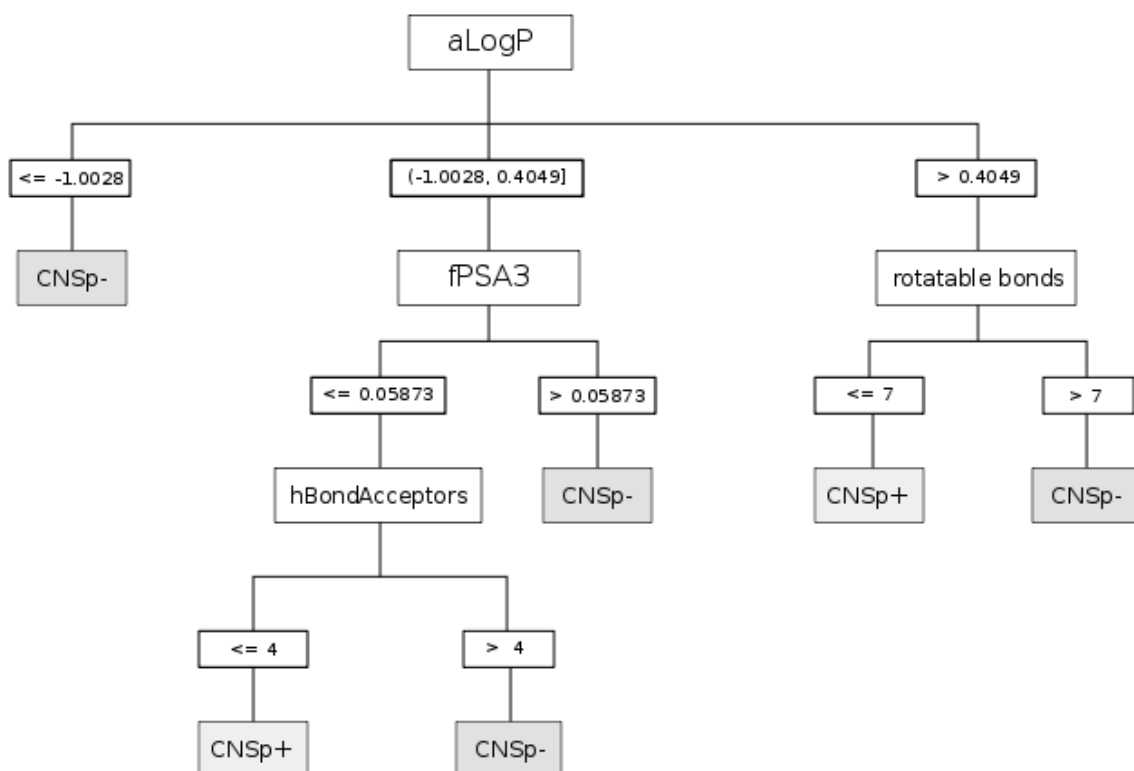 aLogP
<= -1.0028
(-1.0028, 0.4049]
> 0.4049
CNSp-
fPSA3
rotatable bonds
<= 0.05873
> 0.05873
<= 7
> 7
hBondAcceptors
CNSp-
CNSp+
CNSp-
<= 4
> 4
CNSp+
CNSp-